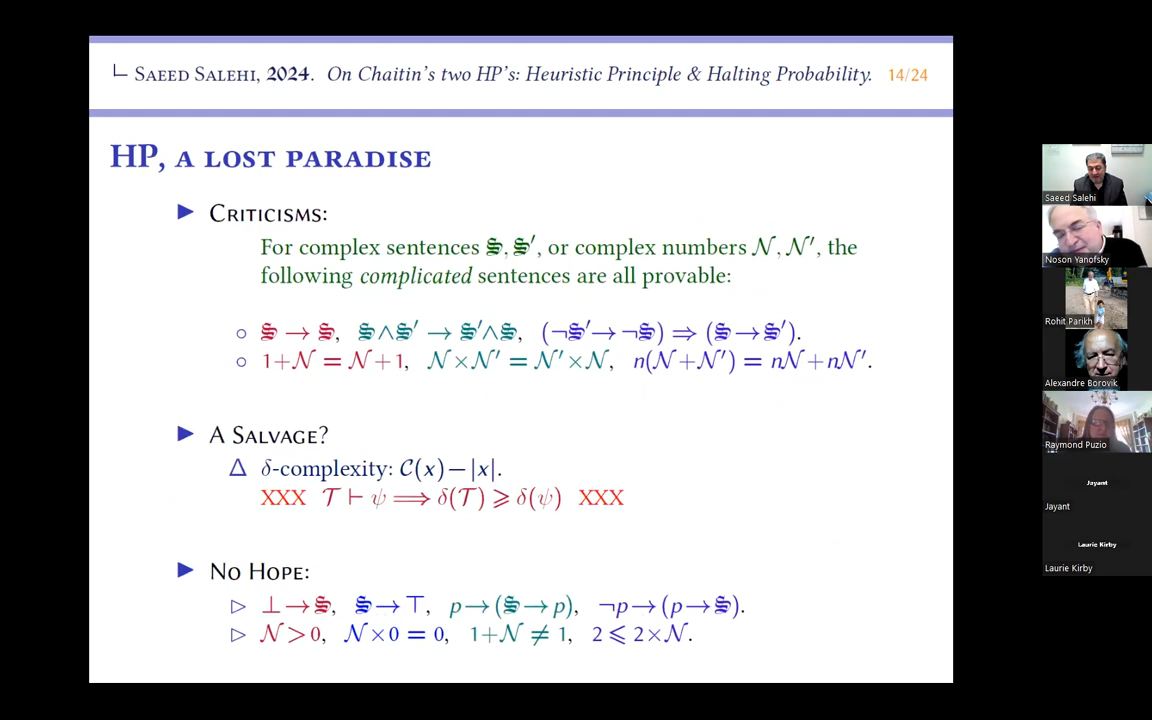 ∟ Saeed Salehi, 2024. On Chaitin's two HP's: Heuristic Principle & Halting Probability. 14/24
HP, a lost paradise
▶ Criticisms:
For complex sentences 𝕾, 𝕾′, or complex numbers 𝒩, 𝒩′, the
following complicated sentences are all provable:
○ 𝕾 → 𝕾, 𝕾∧𝕾′ → 𝕾′∧𝕾, (¬𝕾′→¬𝕾) ⇒ (𝕾→𝕾′).
○ 1+𝒩 = 𝒩+1, 𝒩×𝒩′ = 𝒩′×𝒩, n(𝒩+𝒩′) = n𝒩+n𝒩′.
▶ A Salvage?
Δ δ-complexity: 𝒞(x)−|x|.
XXX 𝒯 ⊢ ψ ⟹ δ(𝒯) ⩾ δ(ψ) XXX
▶ No Hope:
▷ ⊥→𝕾, 𝕾→⊤, p→(𝕾→p), ¬p→(p→𝕾).
▷ 𝒩>0, 𝒩×0 = 0, 1+𝒩 ≠ 1, 2 ⩽ 2×𝒩.
Saeed Salehi
Noson Yanofsky
Rohit Parikh
Alexandre Borovik
Raymond Puzio
Jayant
Jayant
Laurie Kirby
Laurie Kirby